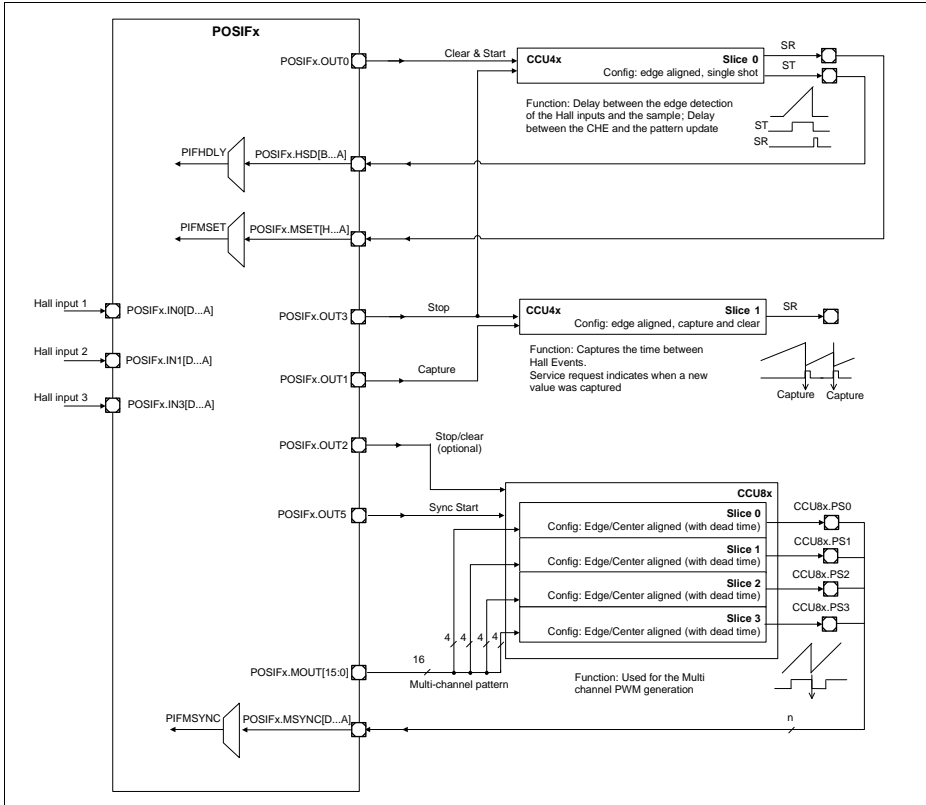 POSIFx
POSIFx.OUT0
Clear & Start
CCU4x
Slice 0
Config: edge aligned, single shot
SR
ST
Function: Delay between the edge detection
of the Hall inputs and the sample; Delay
between the CHE and the pattern update
ST
SR
PIFHDLY
POSIFx.HSD[B...A]
PIFMSET
POSIFx.MSET[H...A]
Hall input 1
POSIFx.IN0[D...A]
Hall input 2
POSIFx.IN1[D...A]
Hall input 3
POSIFx.IN3[D...A]
POSIFx.OUT3
Stop
CCU4x
Slice 1
Config: edge aligned, capture and clear
SR
POSIFx.OUT1
Capture
Function: Captures the time between
Hall Events.
Service request indicates when a new
value was captured
Capture
Capture
POSIFx.OUT2
Stop/clear
(optional)
POSIFx.OUT5
Sync Start
CCU8x
Slice 0
Config: Edge/Center aligned (with dead time)
Slice 1
Config: Edge/Center aligned (with dead time)
Slice 2
Config: Edge/Center aligned (with dead time)
Slice 3
Config: Edge/Center aligned (with dead time)
CCU8x.PS0
CCU8x.PS1
CCU8x.PS2
CCU8x.PS3
4
4
4
4
POSIFx.MOUT[15:0]
16
Multi-channel pattern
Function: Used for the Multi
channel PWM generation
PIFMSYNC
POSIFx.MSYNC[D...A]
n